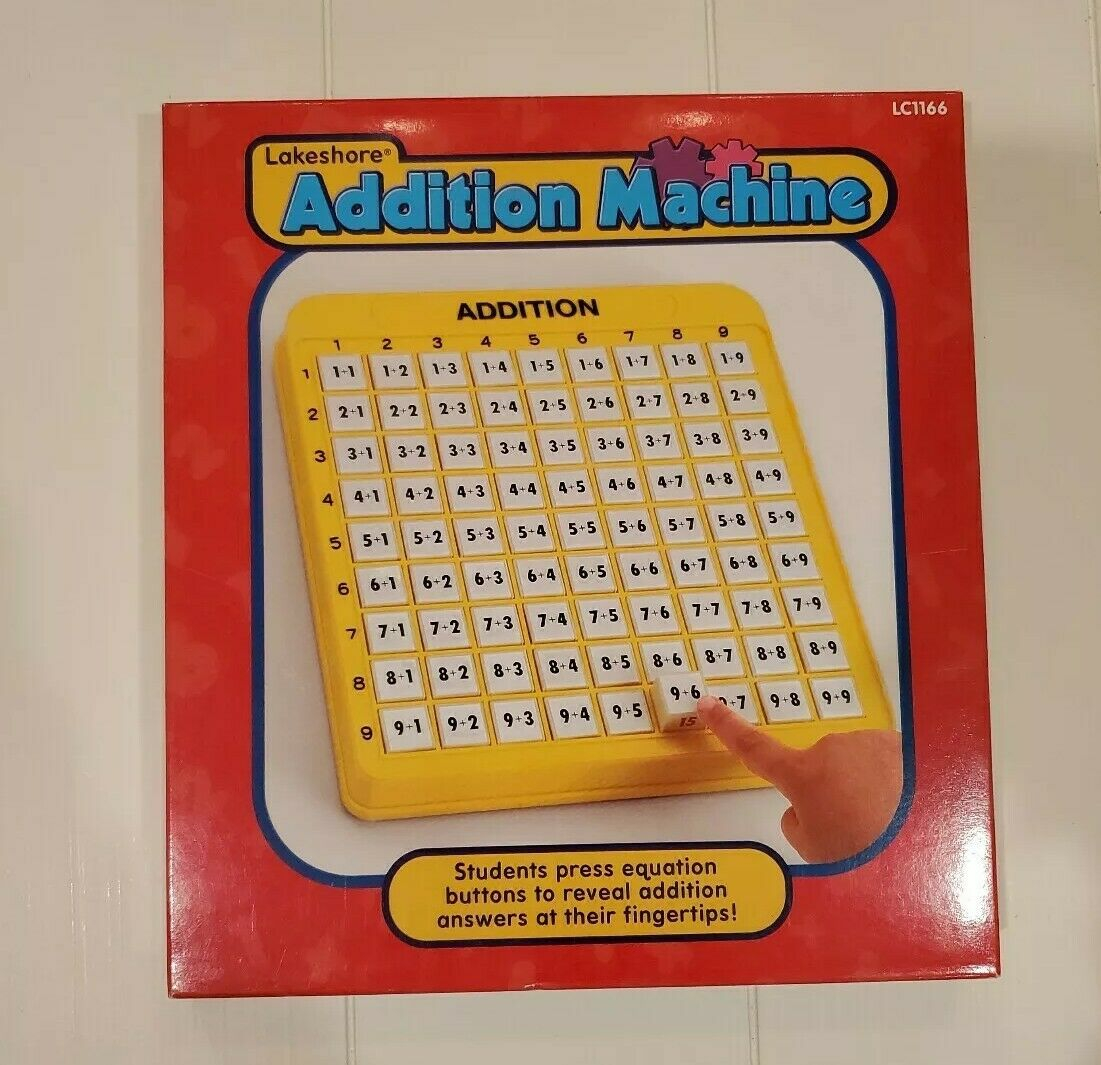 LC1166
Lakeshore®
Addition Machine
ADDITION
1 2 3 4 5 6 7 8 9
1 1+1 1+2 1+3 1+4 1+5 1+6 1+7 1+8 1+9
2 2+1 2+2 2+3 2+4 2+5 2+6 2+7 2+8 2+9
3 3+1 3+2 3+3 3+4 3+5 3+6 3+7 3+8 3+9
4 4+1 4+2 4+3 4+4 4+5 4+6 4+7 4+8 4+9
5 5+1 5+2 5+3 5+4 5+5 5+6 5+7 5+8 5+9
6 6+1 6+2 6+3 6+4 6+5 6+6 6+7 6+8 6+9
7 7+1 7+2 7+3 7+4 7+5 7+6 7+7 7+8 7+9
8 8+1 8+2 8+3 8+4 8+5 8+6 8+7 8+8 8+9
9 9+1 9+2 9+3 9+4 9+5 9+6 +7 9+8 9+9
15
Students press equation
buttons to reveal addition
answers at their fingertips!